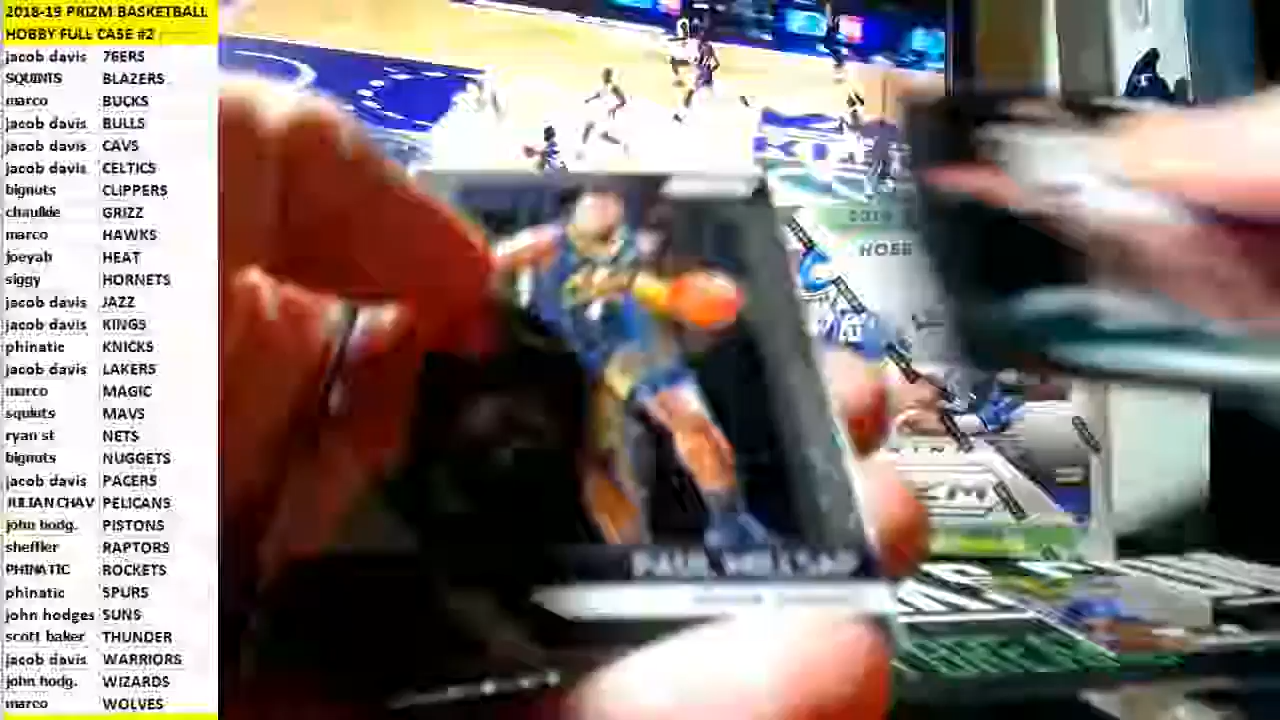 2018-19 PRIZM BASKETBALL
HOBBY FULL CASE #2
jacob davis 76ERS
SQUINTS BLAZERS
marco BUCKS
jacob davis BULLS
jacob davis CAVS
jacob davis CELTICS
bignuts CLIPPERS
chaulkie GRIZZ
marco HAWKS
joeyab HEAT
siggy HORNETS
jacob davis JAZZ
jacob davis KINGS
phinatic KNICKS
jacob davis LAKERS
marco MAGIC
squints MAVS
ryan st NETS
bignuts NUGGETS
jacob davis PACERS
JULIAN CHAV PELICANS
john hodg. PISTONS
sheffler RAPTORS
PHINATIC ROCKETS
phinatic SPURS
john hodges SUNS
scott baker THUNDER
jacob davis WARRIORS
john hodg. WIZARDS
marco WOLVES
PAUL MILLSAP
HOBB